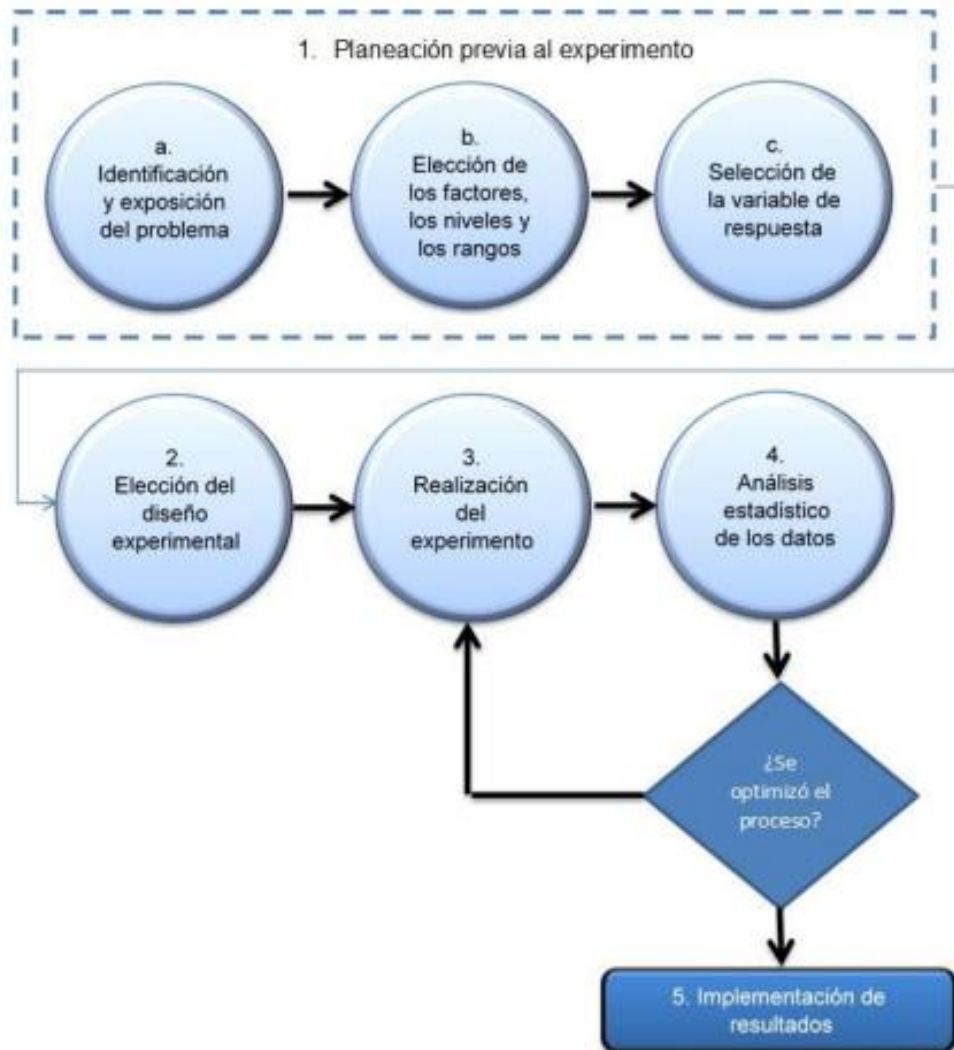 1. Planeación previa al experimento
a.
Identificación
y exposición
del problema
b.
Elección de
los factores,
los niveles y
los rangos
c.
Selección de
la variable de
respuesta
2.
Elección del
diseño
experimental
3.
Realización
del
experimento
4.
Análisis
estadístico
de los datos
¿Se
optimizó el
proceso?
5. Implementación de
resultados